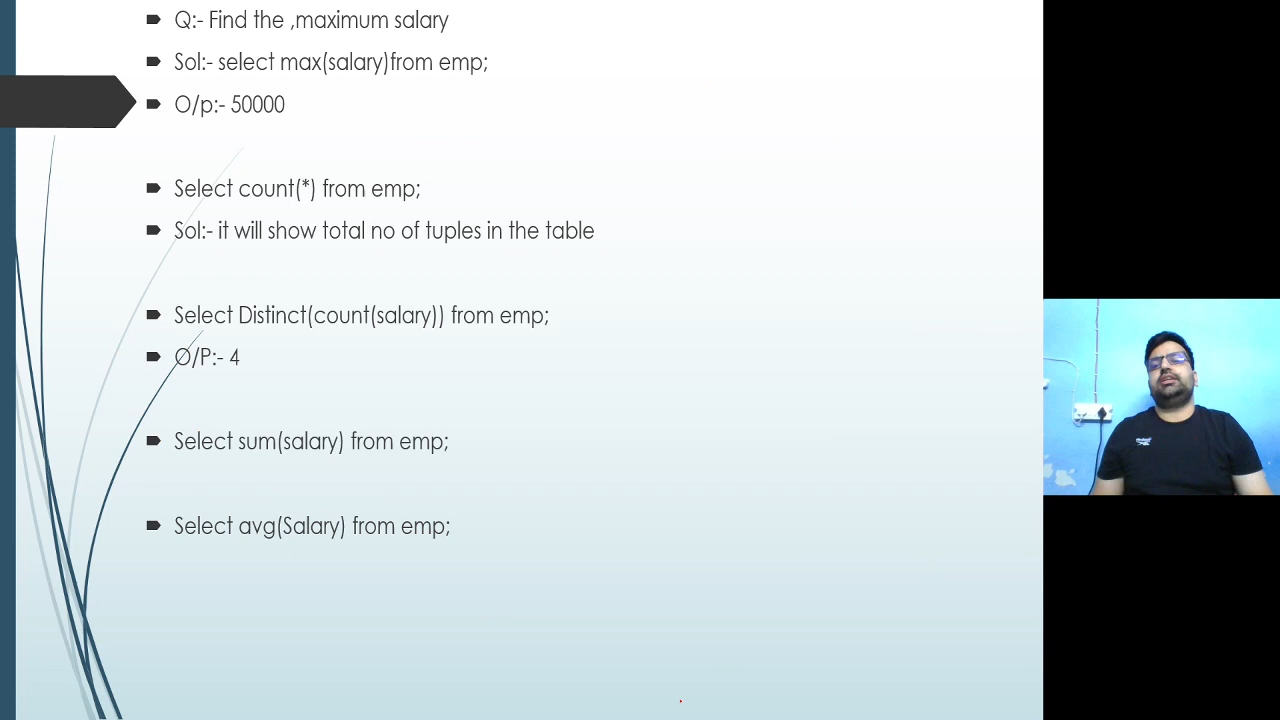 Q:- Find the ,maximum salary
Sol:- select max(salary)from emp;
O/p:- 50000
Select count(*) from emp;
Sol:- it will show total no of tuples in the table
Select Distinct(count(salary)) from emp;
O/P:- 4
Select sum(salary) from emp;
Select avg(Salary) from emp;